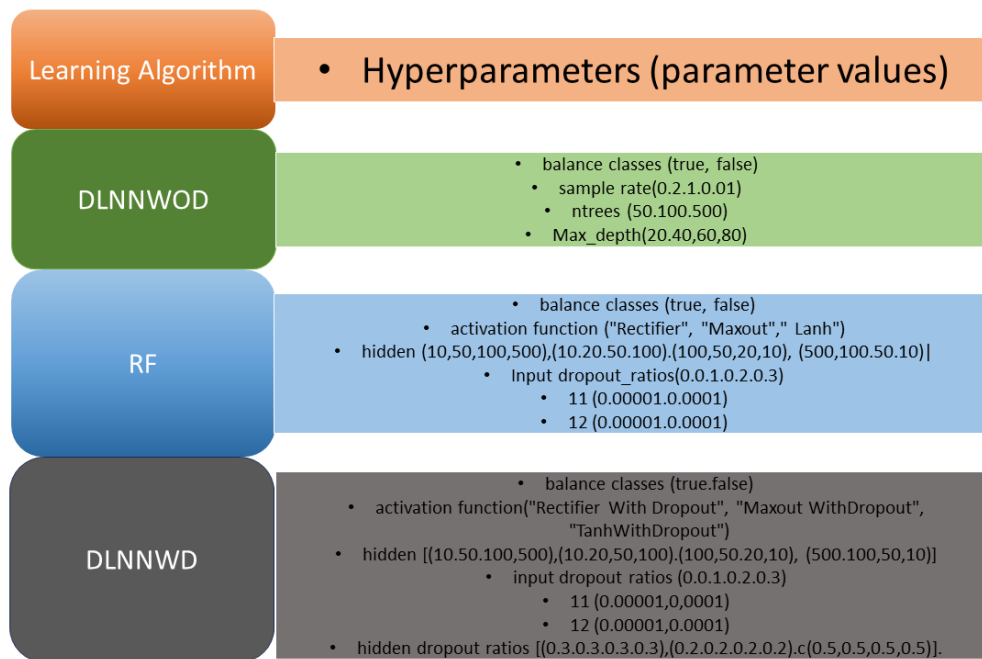 Learning Algorithm
• Hyperparameters (parameter values)
DLNNWOD
• balance classes (true, false)
• sample rate(0.2.1.0.01)
• ntrees (50.100.500)
• Max_depth(20.40,60,80)
RF
• balance classes (true, false)
• activation function ("Rectifier", "Maxout"," Lanh")
• hidden (10,50,100,500),(10.20.50.100).(100,50,20,10), (500,100.50.10)|
• Input dropout_ratios(0.0.1.0.2.0.3)
• 11 (0.00001.0.0001)
• 12 (0.00001.0.0001)
DLNNWD
• balance classes (true.false)
• activation function("Rectifier With Dropout", "Maxout WithDropout",
"TanhWithDropout")
• hidden [(10.50.100,500),(10.20,50,100).(100,50.20,10), (500.100,50,10)]
• input dropout ratios (0.0.1.0.2.0.3)
• 11 (0.00001,0,0001)
• 12 (0.00001.0.0001)
• hidden dropout ratios [(0.3.0.3.0.3.0.3),(0.2.0.2.0.2.0.2).c(0.5,0.5,0.5,0.5)].